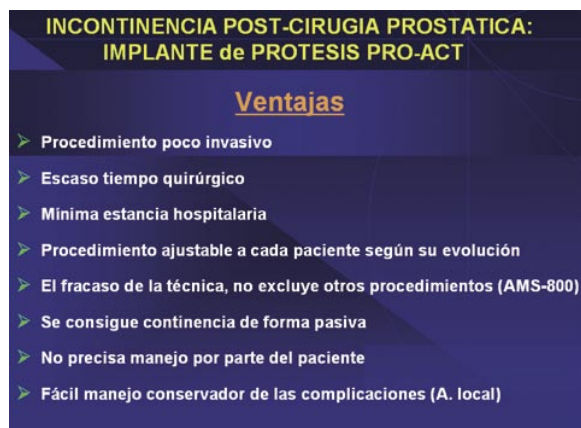 INCONTINENCIA POST-CIRUGIA PROSTATICA:
IMPLANTE de PROTESIS PRO-ACT
Ventajas
Procedimiento poco invasivo
Escaso tiempo quirúrgico
Mínima estancia hospitalaria
Procedimiento ajustable a cada paciente según su evolución
El fracaso de la técnica, no excluye otros procedimientos (AMS-800)
Se consigue continencia de forma pasiva
No precisa manejo por parte del paciente
Fácil manejo conservador de las complicaciones (A. local)